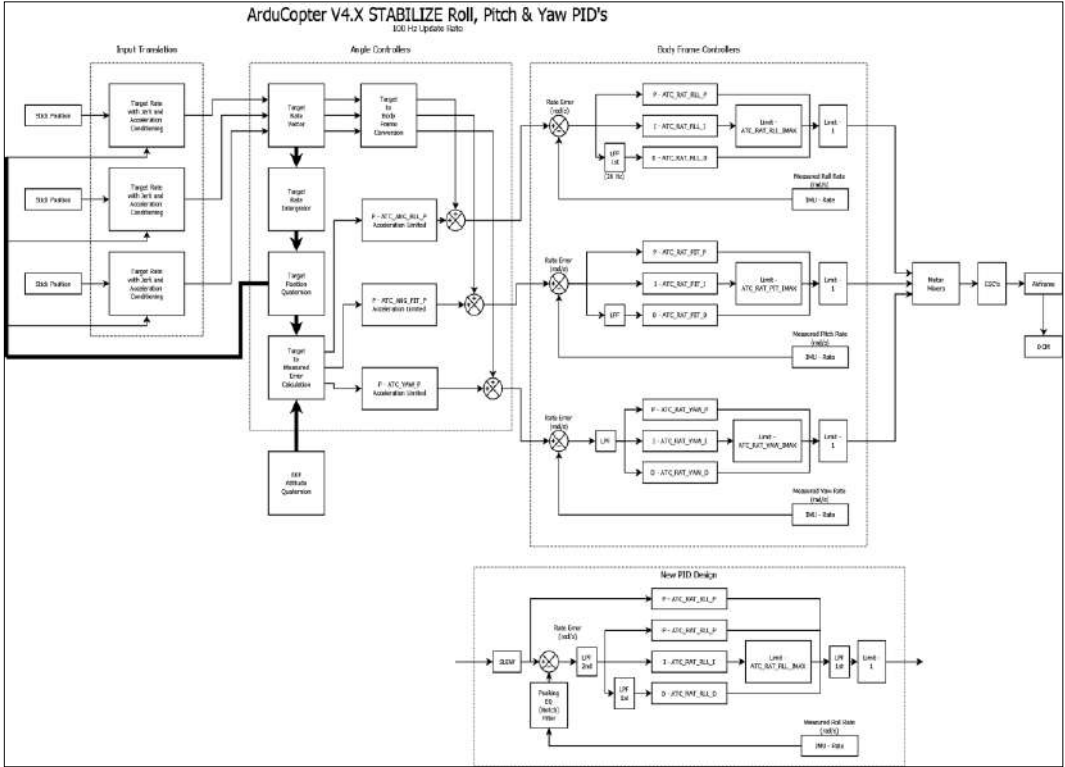 ArduCopter V4.X STABILIZE Roll, Pitch & Yaw PID's
100 Hz Update Rate
Input Translation
Angle Controllers
Body Frame Controllers
Stick Position
Target Rate
with Jerk and
Acceleration
Conditioning
Stick Position
Target Rate
with Jerk and
Acceleration
Conditioning
Stick Position
Target Rate
with Jerk and
Acceleration
Conditioning
Target
Rate
Vector
Target
to
Body
Frame
Conversion
Target
Rate
Target
Position
Quaternion
Target
to
Measured
Error
Calculation
Attitude
Quaternion
P - ATC_ANG_RLL_P
Acceleration Limited
P - ATC_ANG_PIT_P
Acceleration Limited
P - ATC_YAW_P
Acceleration Limited
Rate Error
(rad/s)
P - ATC_RAT_RLL_P
I - ATC_RAT_RLL_I
LPF
1st
(20 Hz)
D - ATC_RAT_RLL_D
Limit -
ATC_RAT_RLL_IMAX
Limit -
1
Measured Roll Rate
(rad/s)
IMU - Rate
Rate Error
(rad/s)
P - ATC_RAT_PIT_P
I - ATC_RAT_PIT_I
LPF
D - ATC_RAT_PIT_D
Limit -
ATC_RAT_PIT_IMAX
Limit -
1
Measured Pitch Rate
(rad/s)
IMU - Rate
Rate Error
(rad/s)
LPF
P - ATC_RAT_YAW_P
I - ATC_RAT_YAW_I
D - ATC_RAT_YAW_D
Limit -
ATC_RAT_YAW_IMAX
Limit -
1
Measured Yaw Rate
(rad/s)
IMU - Rate
Motor
Mixers
ESC's
Airframe
New PID Design
P - ATC_RAT_RLL_P
Rate Error
(rad/s)
P - ATC_RAT_RLL_P
LPF
2nd
I - ATC_RAT_RLL_I
LPF
1st
D - ATC_RAT_RLL_D
Limit -
ATC_RAT_RLL_IMAX
LPF
1st
Limit -
1
Peaking
EQ
(Notch)
Filter
Measured Roll Rate
(rad/s)
IMU - Rate